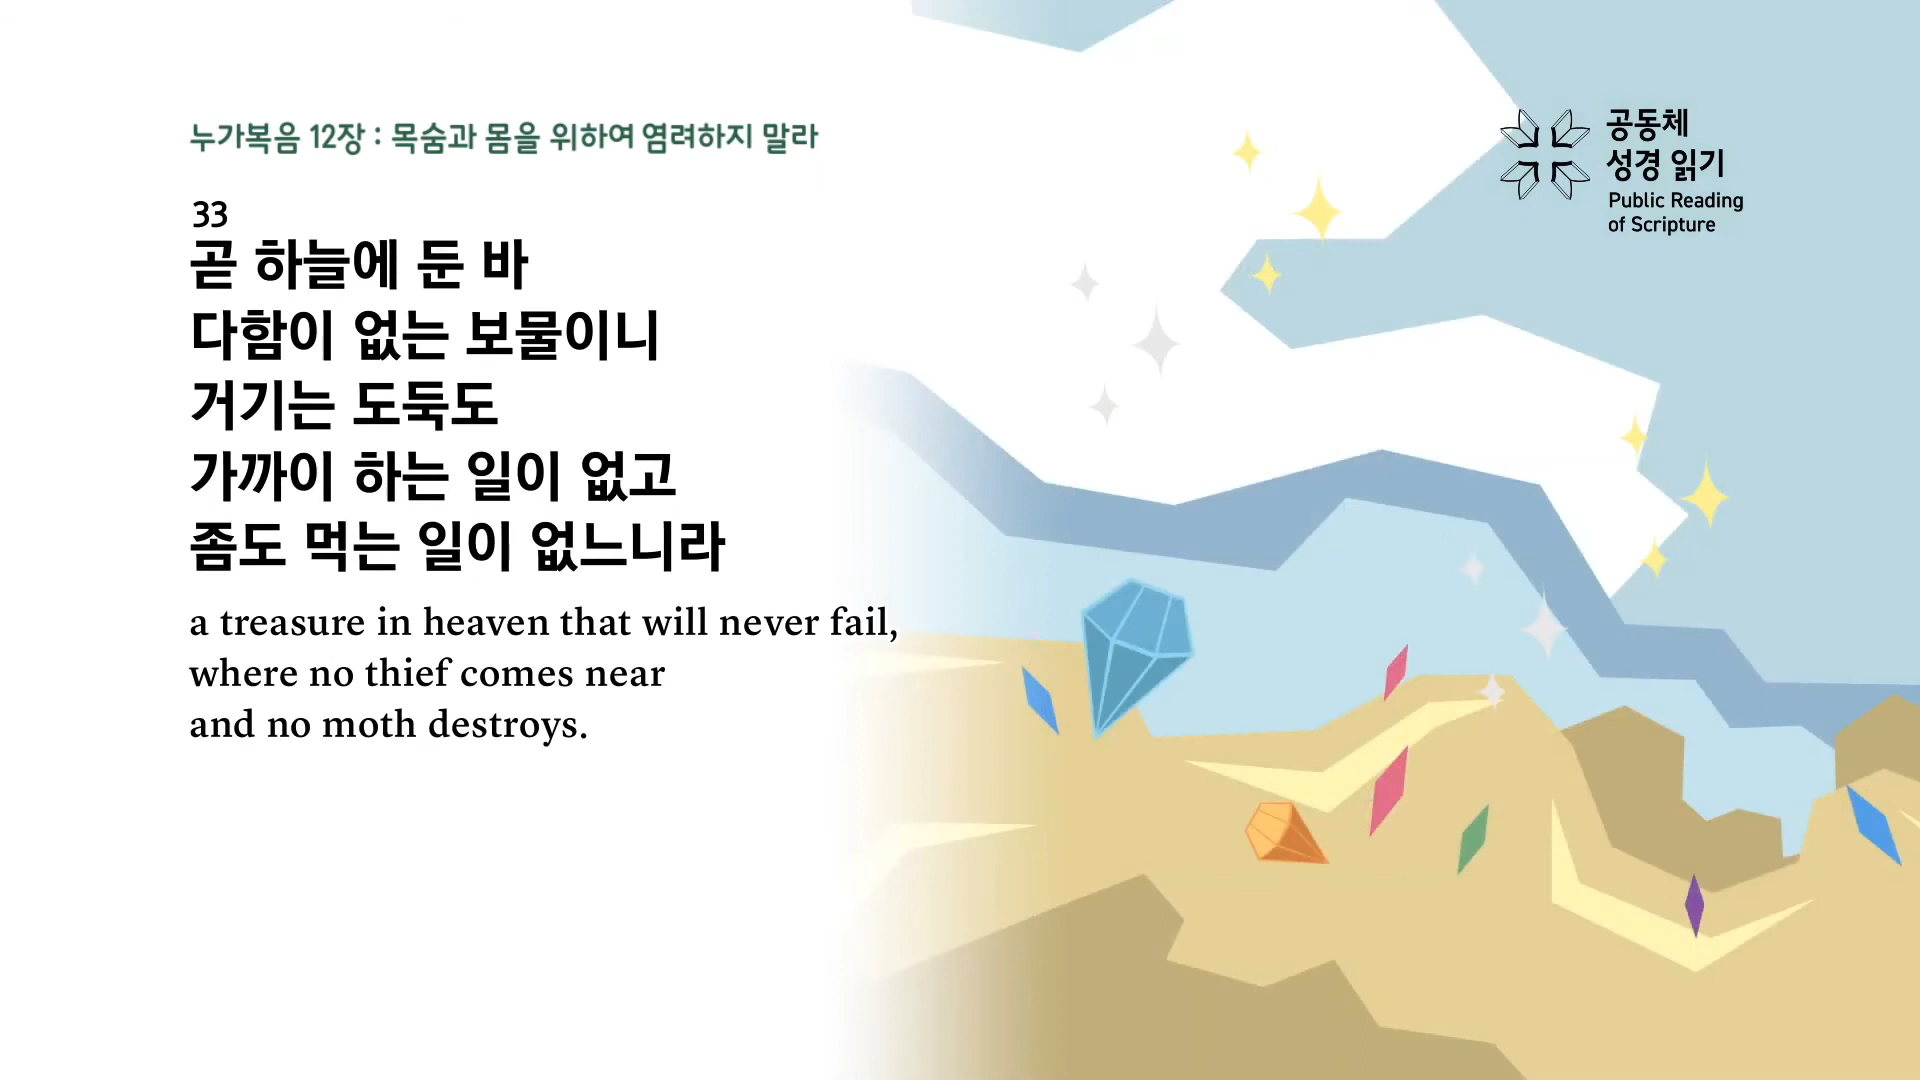 누가복음 12장 : 목숨과 몸을 위하여 염려하지 말라
33
곧 하늘에 둔 바
다함이 없는 보물이니
거기는 도둑도
가까이 하는 일이 없고
좀도 먹는 일이 없느니라
a treasure in heaven that will never fail,
where no thief comes near
and no moth destroys.
공동체
성경 읽기
Public Reading
of Scripture